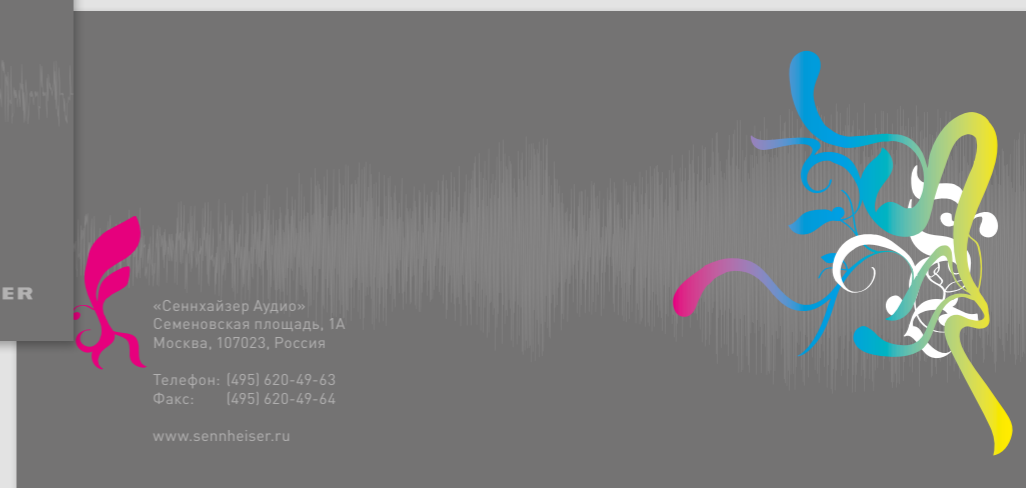 ER
«Сеннхайзер Аудио»
Семеновская площадь, 1А
Москва, 107023, Россия
Телефон: (495) 620-49-63
Факс: (495) 620-49-64
www.sennheiser.ru